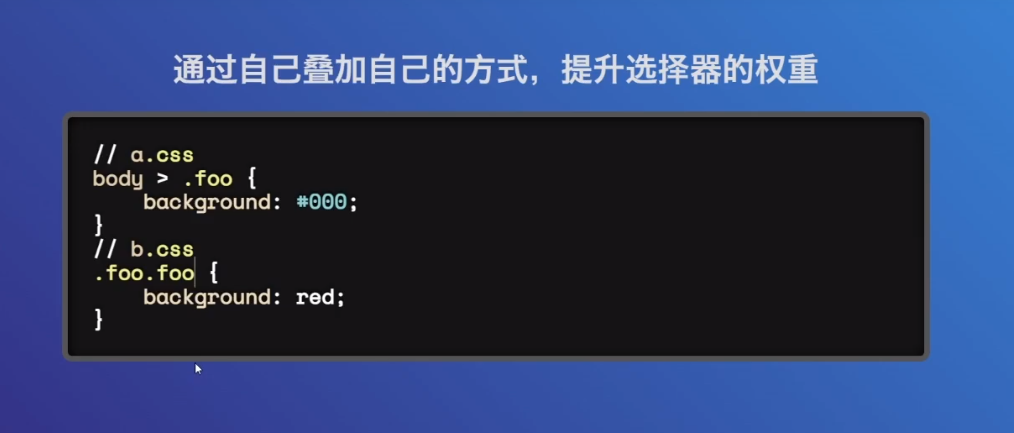 通过自己叠加自己的方式，提升选择器的权重
// a.css
body > .foo {
    background: #000;
}
// b.css
.foo.foo {
    background: red;
}